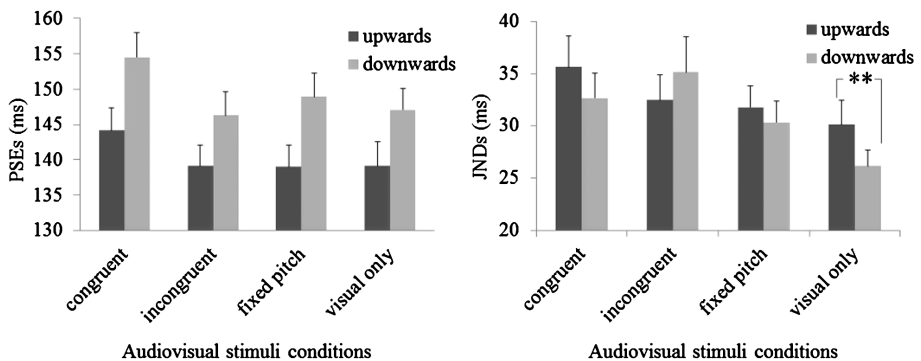 160
155
150
145
140
135
130
PSEs (ms)
upwards
downwards
congruent
incongruent
fixed pitch
visual only
Audiovisual stimuli conditions
40
35
30
25
20
JNDs (ms)
upwards
downwards
**
congruent
incongruent
fixed pitch
visual only
Audiovisual stimuli conditions